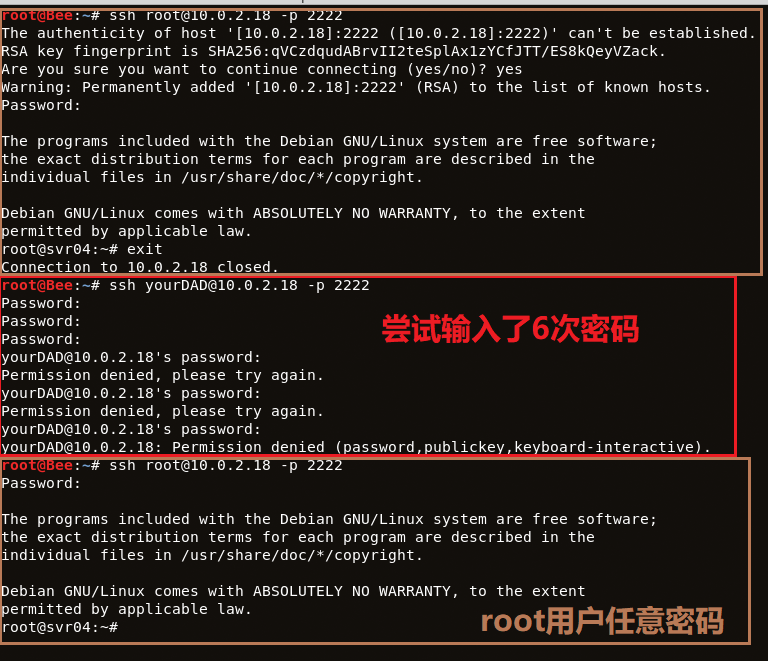 root@Bee:~# ssh root@10.0.2.18 -p 2222
The authenticity of host '[10.0.2.18]:2222 ([10.0.2.18]:2222)' can't be established.
RSA key fingerprint is SHA256:qVCzdqudABrvII2teSplAx1zYCfJTT/ES8kQeyVZack.
Are you sure you want to continue connecting (yes/no)? yes
Warning: Permanently added '[10.0.2.18]:2222' (RSA) to the list of known hosts.
Password:
The programs included with the Debian GNU/Linux system are free software;
the exact distribution terms for each program are described in the
individual files in /usr/share/doc/*/copyright.
Debian GNU/Linux comes with ABSOLUTELY NO WARRANTY, to the extent
permitted by applicable law.
root@svr04:~# exit
Connection to 10.0.2.18 closed.
root@Bee:~# ssh yourDAD@10.0.2.18 -p 2222
Password:
Password:
尝试输入了6次密码
Password:
yourDAD@10.0.2.18's password:
Permission denied, please try again.
yourDAD@10.0.2.18's password:
Permission denied, please try again.
yourDAD@10.0.2.18's password:
yourDAD@10.0.2.18: Permission denied (password,publickey,keyboard-interactive).
root@Bee:~# ssh root@10.0.2.18 -p 2222
Password:
The programs included with the Debian GNU/Linux system are free software;
the exact distribution terms for each program are described in the
individual files in /usr/share/doc/*/copyright.
Debian GNU/Linux comes with ABSOLUTELY NO WARRANTY, to the extent
permitted by applicable law.
root@svr04:~#
root用户任意密码